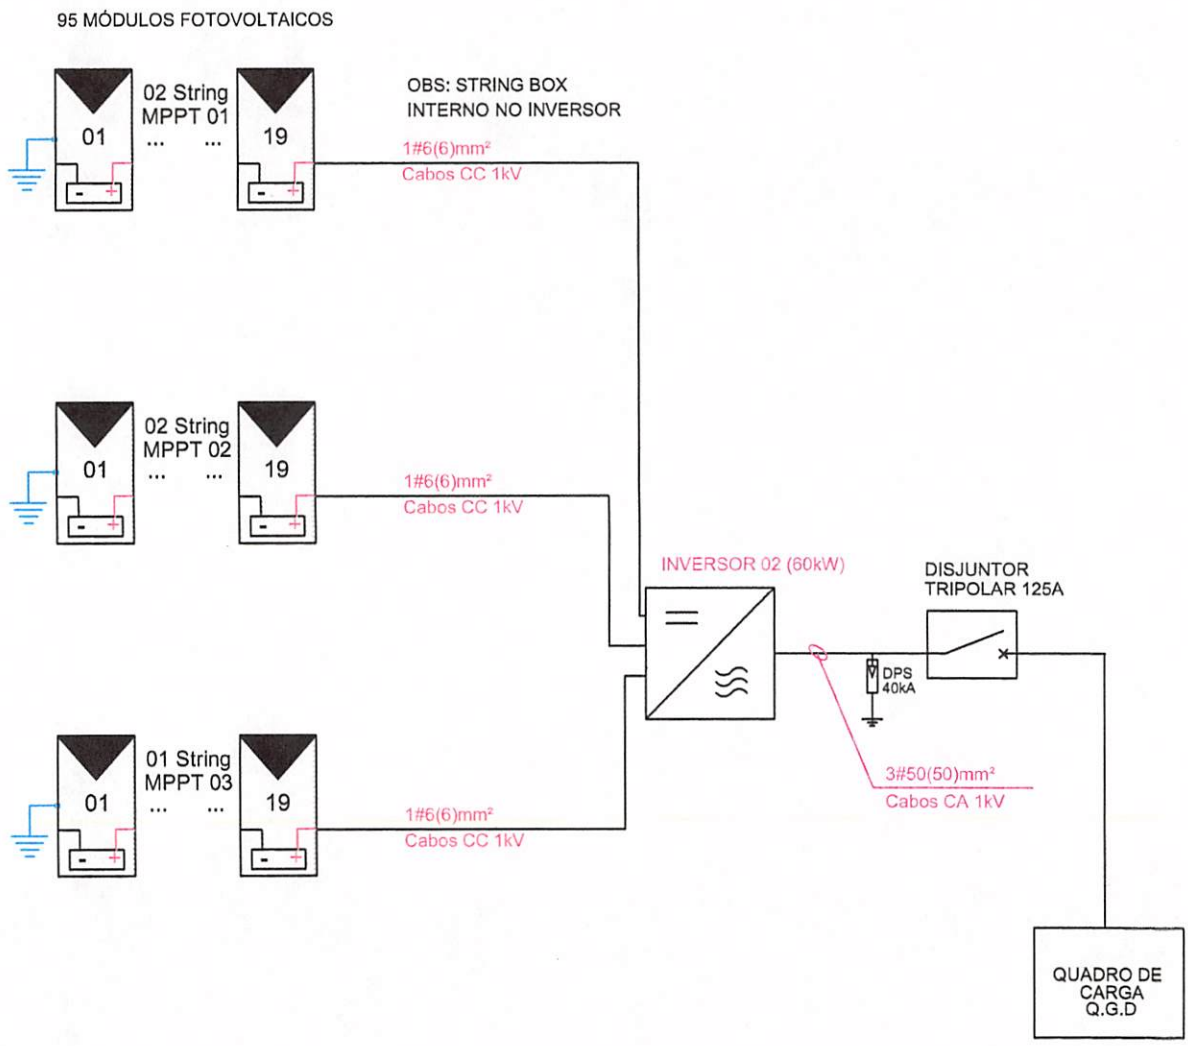 95 MÓDULOS FOTOVOLTAICOS
02 String
MPPT 01
01
... ...
19
- +
- +
OBS: STRING BOX
INTERNO NO INVERSOR
1#6(6)mm²
Cabos CC 1kV
02 String
MPPT 02
01
... ...
19
- +
- +
1#6(6)mm²
Cabos CC 1kV
INVERSOR 02 (60kW)
DISJUNTOR
TRIPOLAR 125A
DPS
40kA
3#50(50)mm²
Cabos CA 1kV
01 String
MPPT 03
01
... ...
19
- +
- +
1#6(6)mm²
Cabos CC 1kV
QUADRO DE
CARGA
Q.G.D